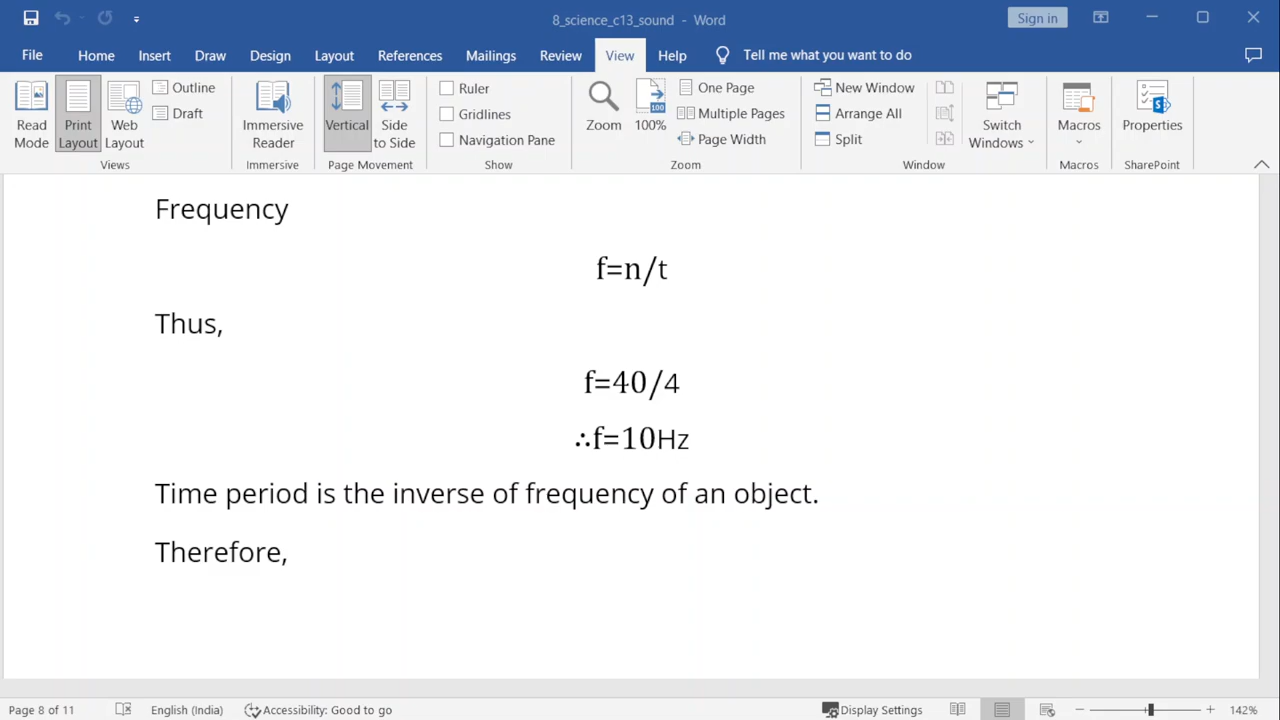 8_science_c13_sound - Word
Sign in
File Home Insert Draw Design Layout References Mailings Review View Help Tell me what you want to do
Read Mode
Print Layout
Web Layout
Outline
Draft
Views
Immersive Reader
Immersive
Vertical
Side to Side
Page Movement
Ruler
Gridlines
Navigation Pane
Show
Zoom
100
100%
One Page
Multiple Pages
Page Width
Zoom
New Window
Arrange All
Split
Switch Windows
Window
Macros
Macros
Properties
SharePoint
Frequency
f=n/t
Thus,
f=40/4
∴f=10Hz
Time period is the inverse of frequency of an object.
Therefore,
Page 8 of 11 English (India) Accessibility: Good to go Display Settings 142%